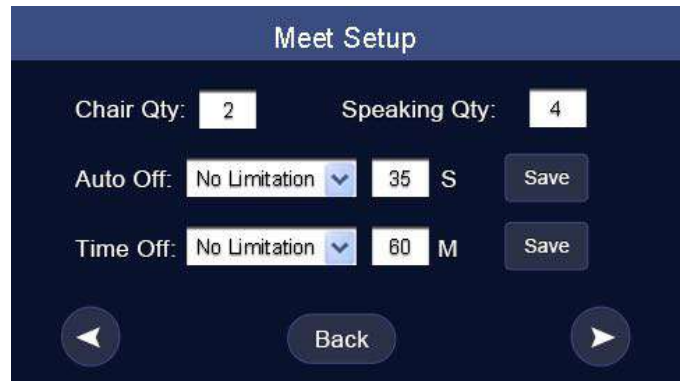 Meet Setup
Chair Qty: 2 Speaking Qty: 4
Auto Off: No Limitation 35 S Save
Time Off: No Limitation 60 M Save
Back